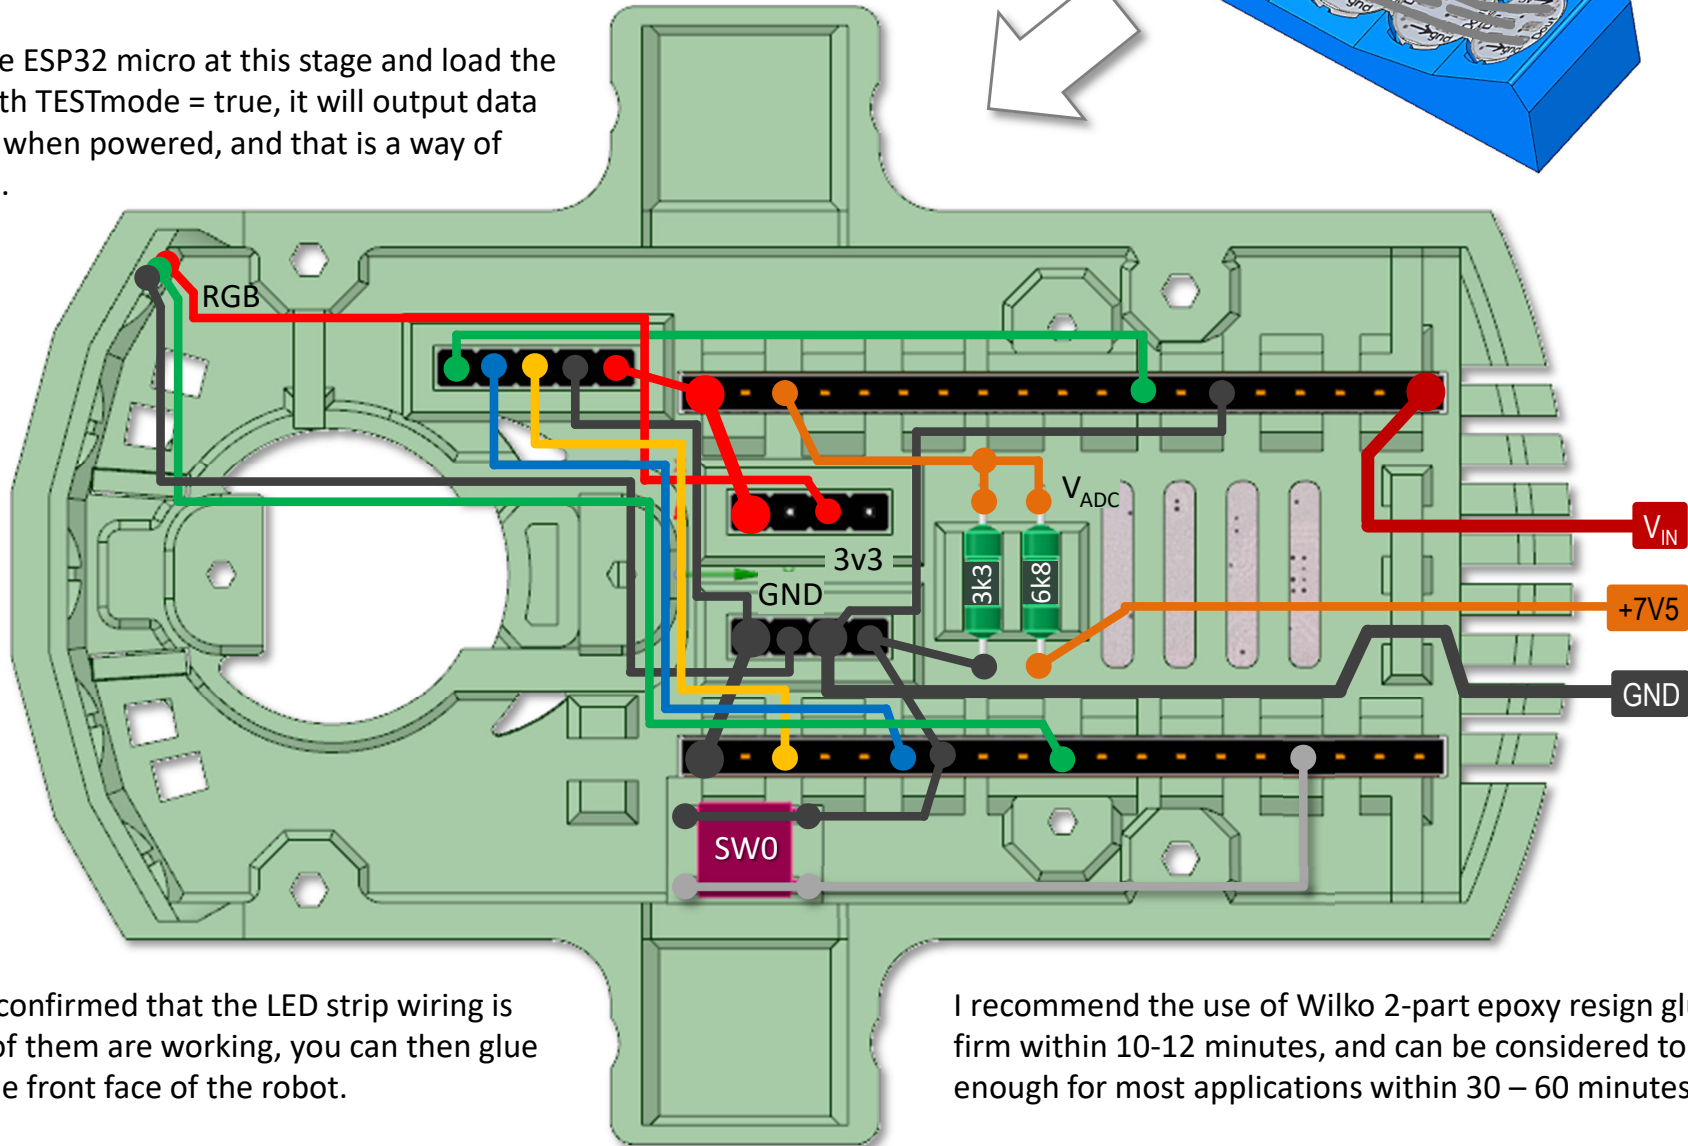 e ESP32 micro at this stage and load the
th TESTmode = true, it will output data
when powered, and that is a way of
.
gnd
gnd
gnd
RGB
VADC
3v3
GND
3k3
6k8
VIN
+7V5
GND
SW0
confirmed that the LED strip wiring is
of them are working, you can then glue
e front face of the robot.
I recommend the use of Wilko 2-part epoxy resign glu
firm within 10-12 minutes, and can be considered to
enough for most applications within 30 – 60 minutes